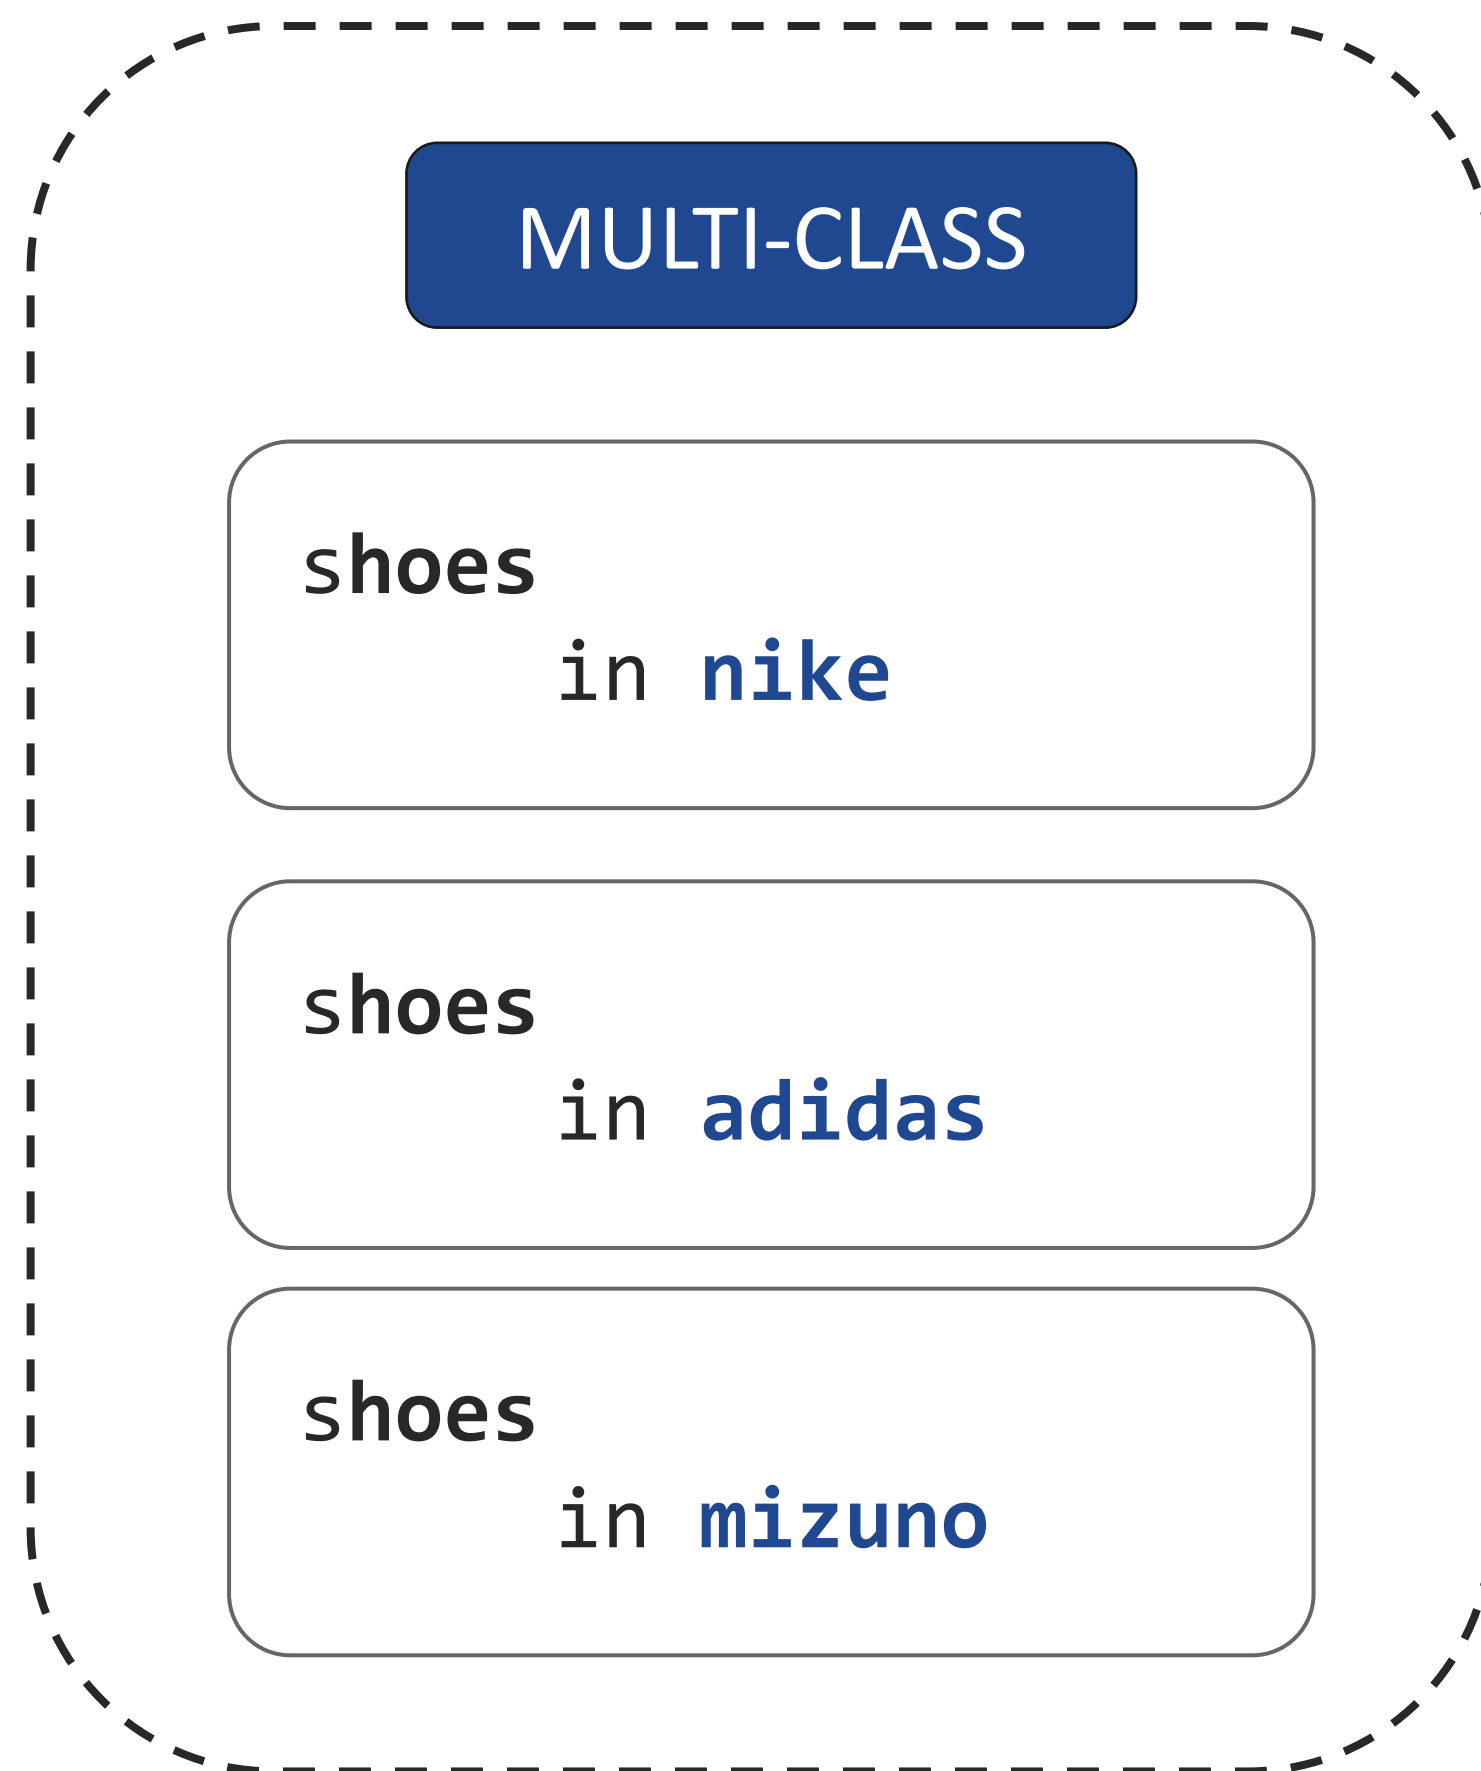 MULTI-CLASS
shoes
in nike
shoes
in adidas
shoes
in mizuno